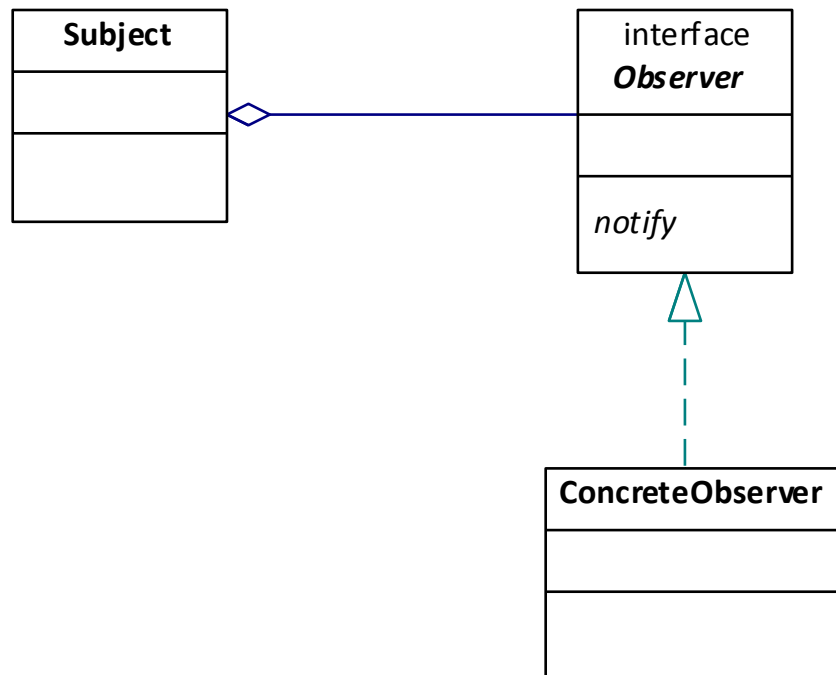 Subject
interface
Observer
notify
ConcreteObserver